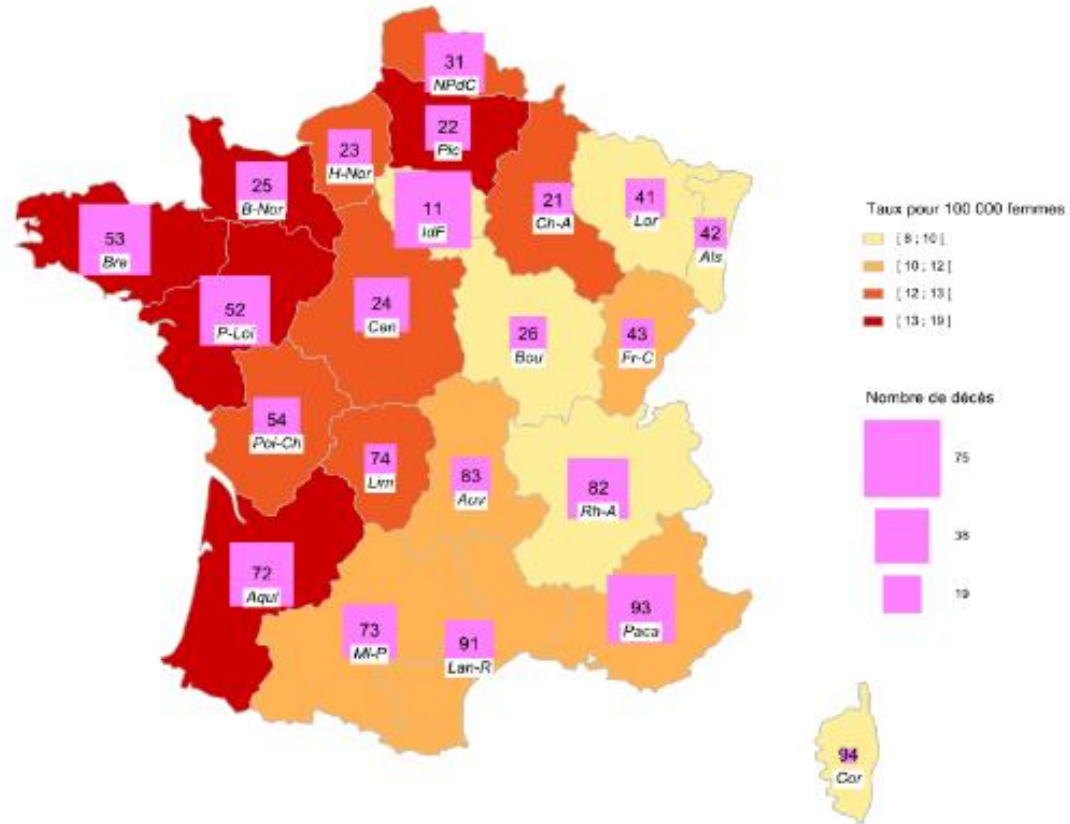 31
NPdC
22
Pic
23
H-Nor
25
B-Nor
11
IdF
21
Ch-A
41
Lor
42
Als
53
Bre
52
P-Loi
24
Cen
26
Bou
43
Fr-C
54
Poi-Ch
74
Lim
83
Auv
82
Rh-A
72
Aqui
73
Mi-P
91
Lan-R
93
Paca
94
Cor
Taux pour 100 000 femmes
[ 8 ; 10 [
[ 10 ; 12 [
[ 12 ; 13 [
[ 13 ; 19 ]
Nombre de décès
75
38
19